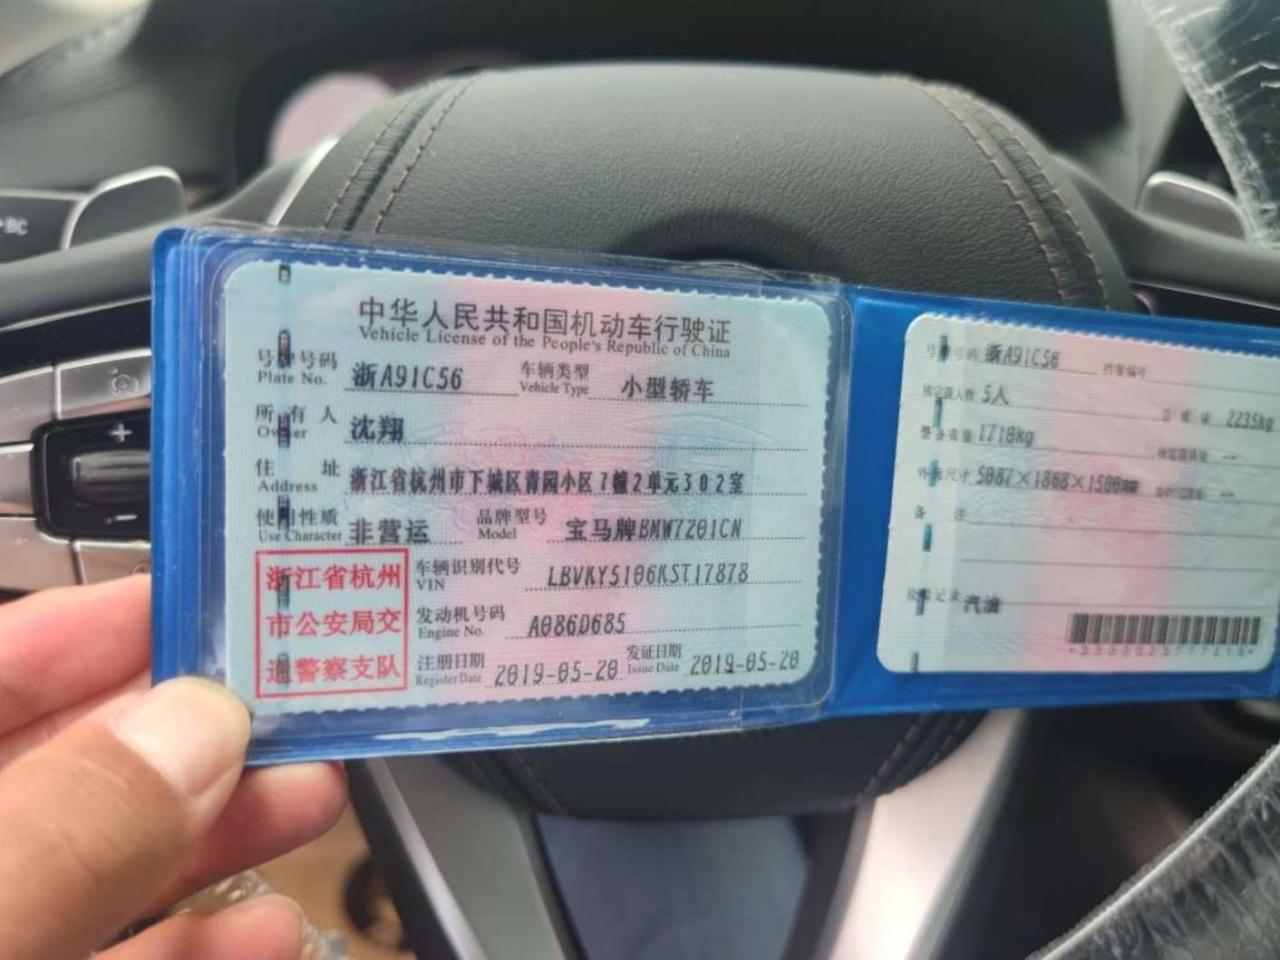 BC
中华人民共和国机动车行驶证
Vehicle License of the People's Republic of China
号牌号码 浙A91C56 车辆类型 小型轿车
Plate No. Vehicle Type
所有人 沈翔
Owner
住址 浙江省杭州市下城区青园小区7幢2单元302室
Address
使用性质 非营运 品牌型号 宝马牌BMW7201CN
Use Character Model
浙江省杭州
市公安局交
通警察支队
车辆识别代号 LBVKY5106KST17878
VIN
发动机号码 A086D685
Engine No.
注册日期 2019-05-20 发证日期 2019-05-20
Register Date Issue Date
号牌号码 浙A91C56 档案编号
核定载人数 5人 总质量 2235kg
整备质量 1710kg 核定载质量 --
外廓尺寸 5087×1868×1500mm --
备注
检验记录 汽油